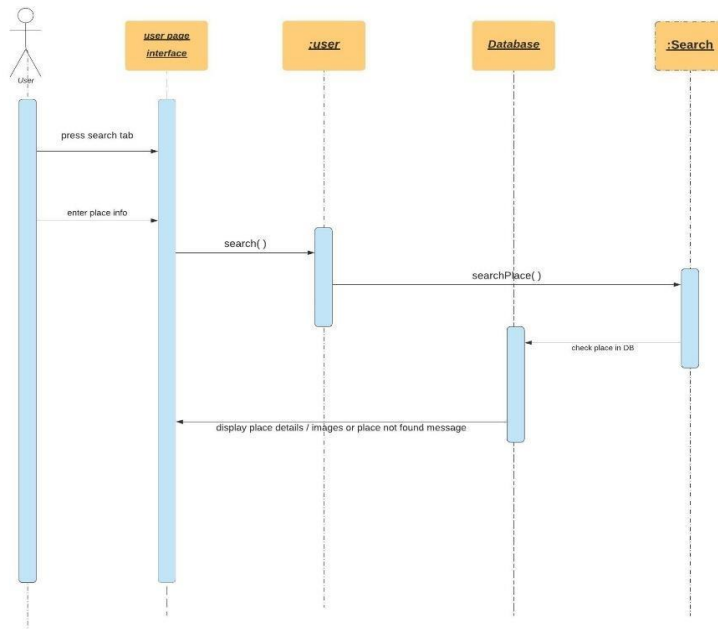 User
user page
interface
:user
Database
:Search
press search tab
enter place info
search( )
searchPlace( )
check place in DB
display place details / images or place not found message